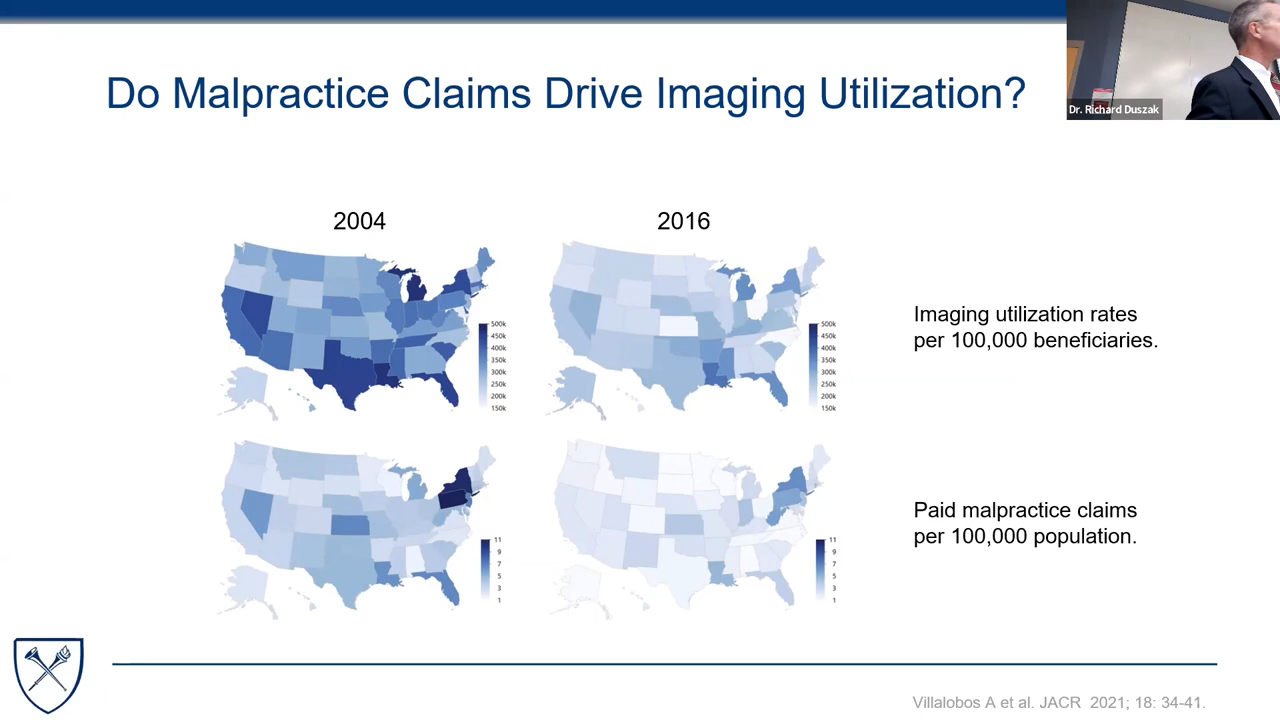 Do Malpractice Claims Drive Imaging Utilization?
Dr. Richard Duszak
2004
2016
500k
450k
400k
350k
300k
250k
200k
150k
500k
450k
400k
350k
300k
250k
200k
150k
Imaging utilization rates
per 100,000 beneficiaries.
11
9
7
5
3
1
11
9
7
5
3
1
Paid malpractice claims
per 100,000 population.
Villalobos A et al. JACR 2021; 18: 34-41.